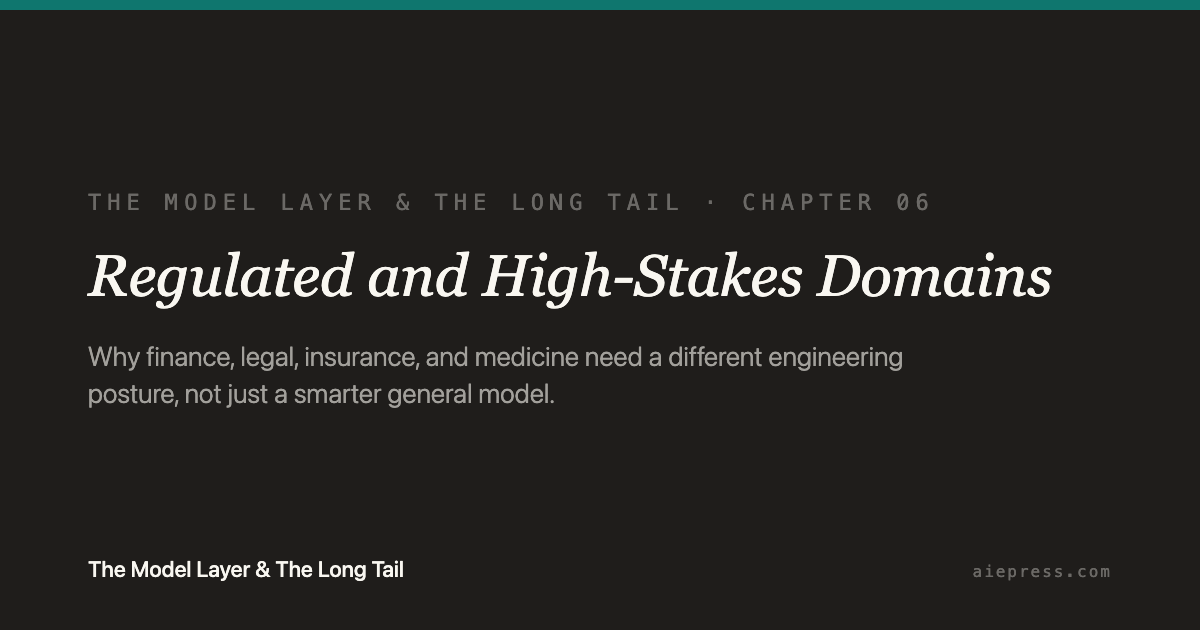 THE MODEL LAYER & THE LONG TAIL · CHAPTER 06
Regulated and High-Stakes Domains
Why finance, legal, insurance, and medicine need a different engineering
posture, not just a smarter general model.
The Model Layer & The Long Tail
aiepress.com